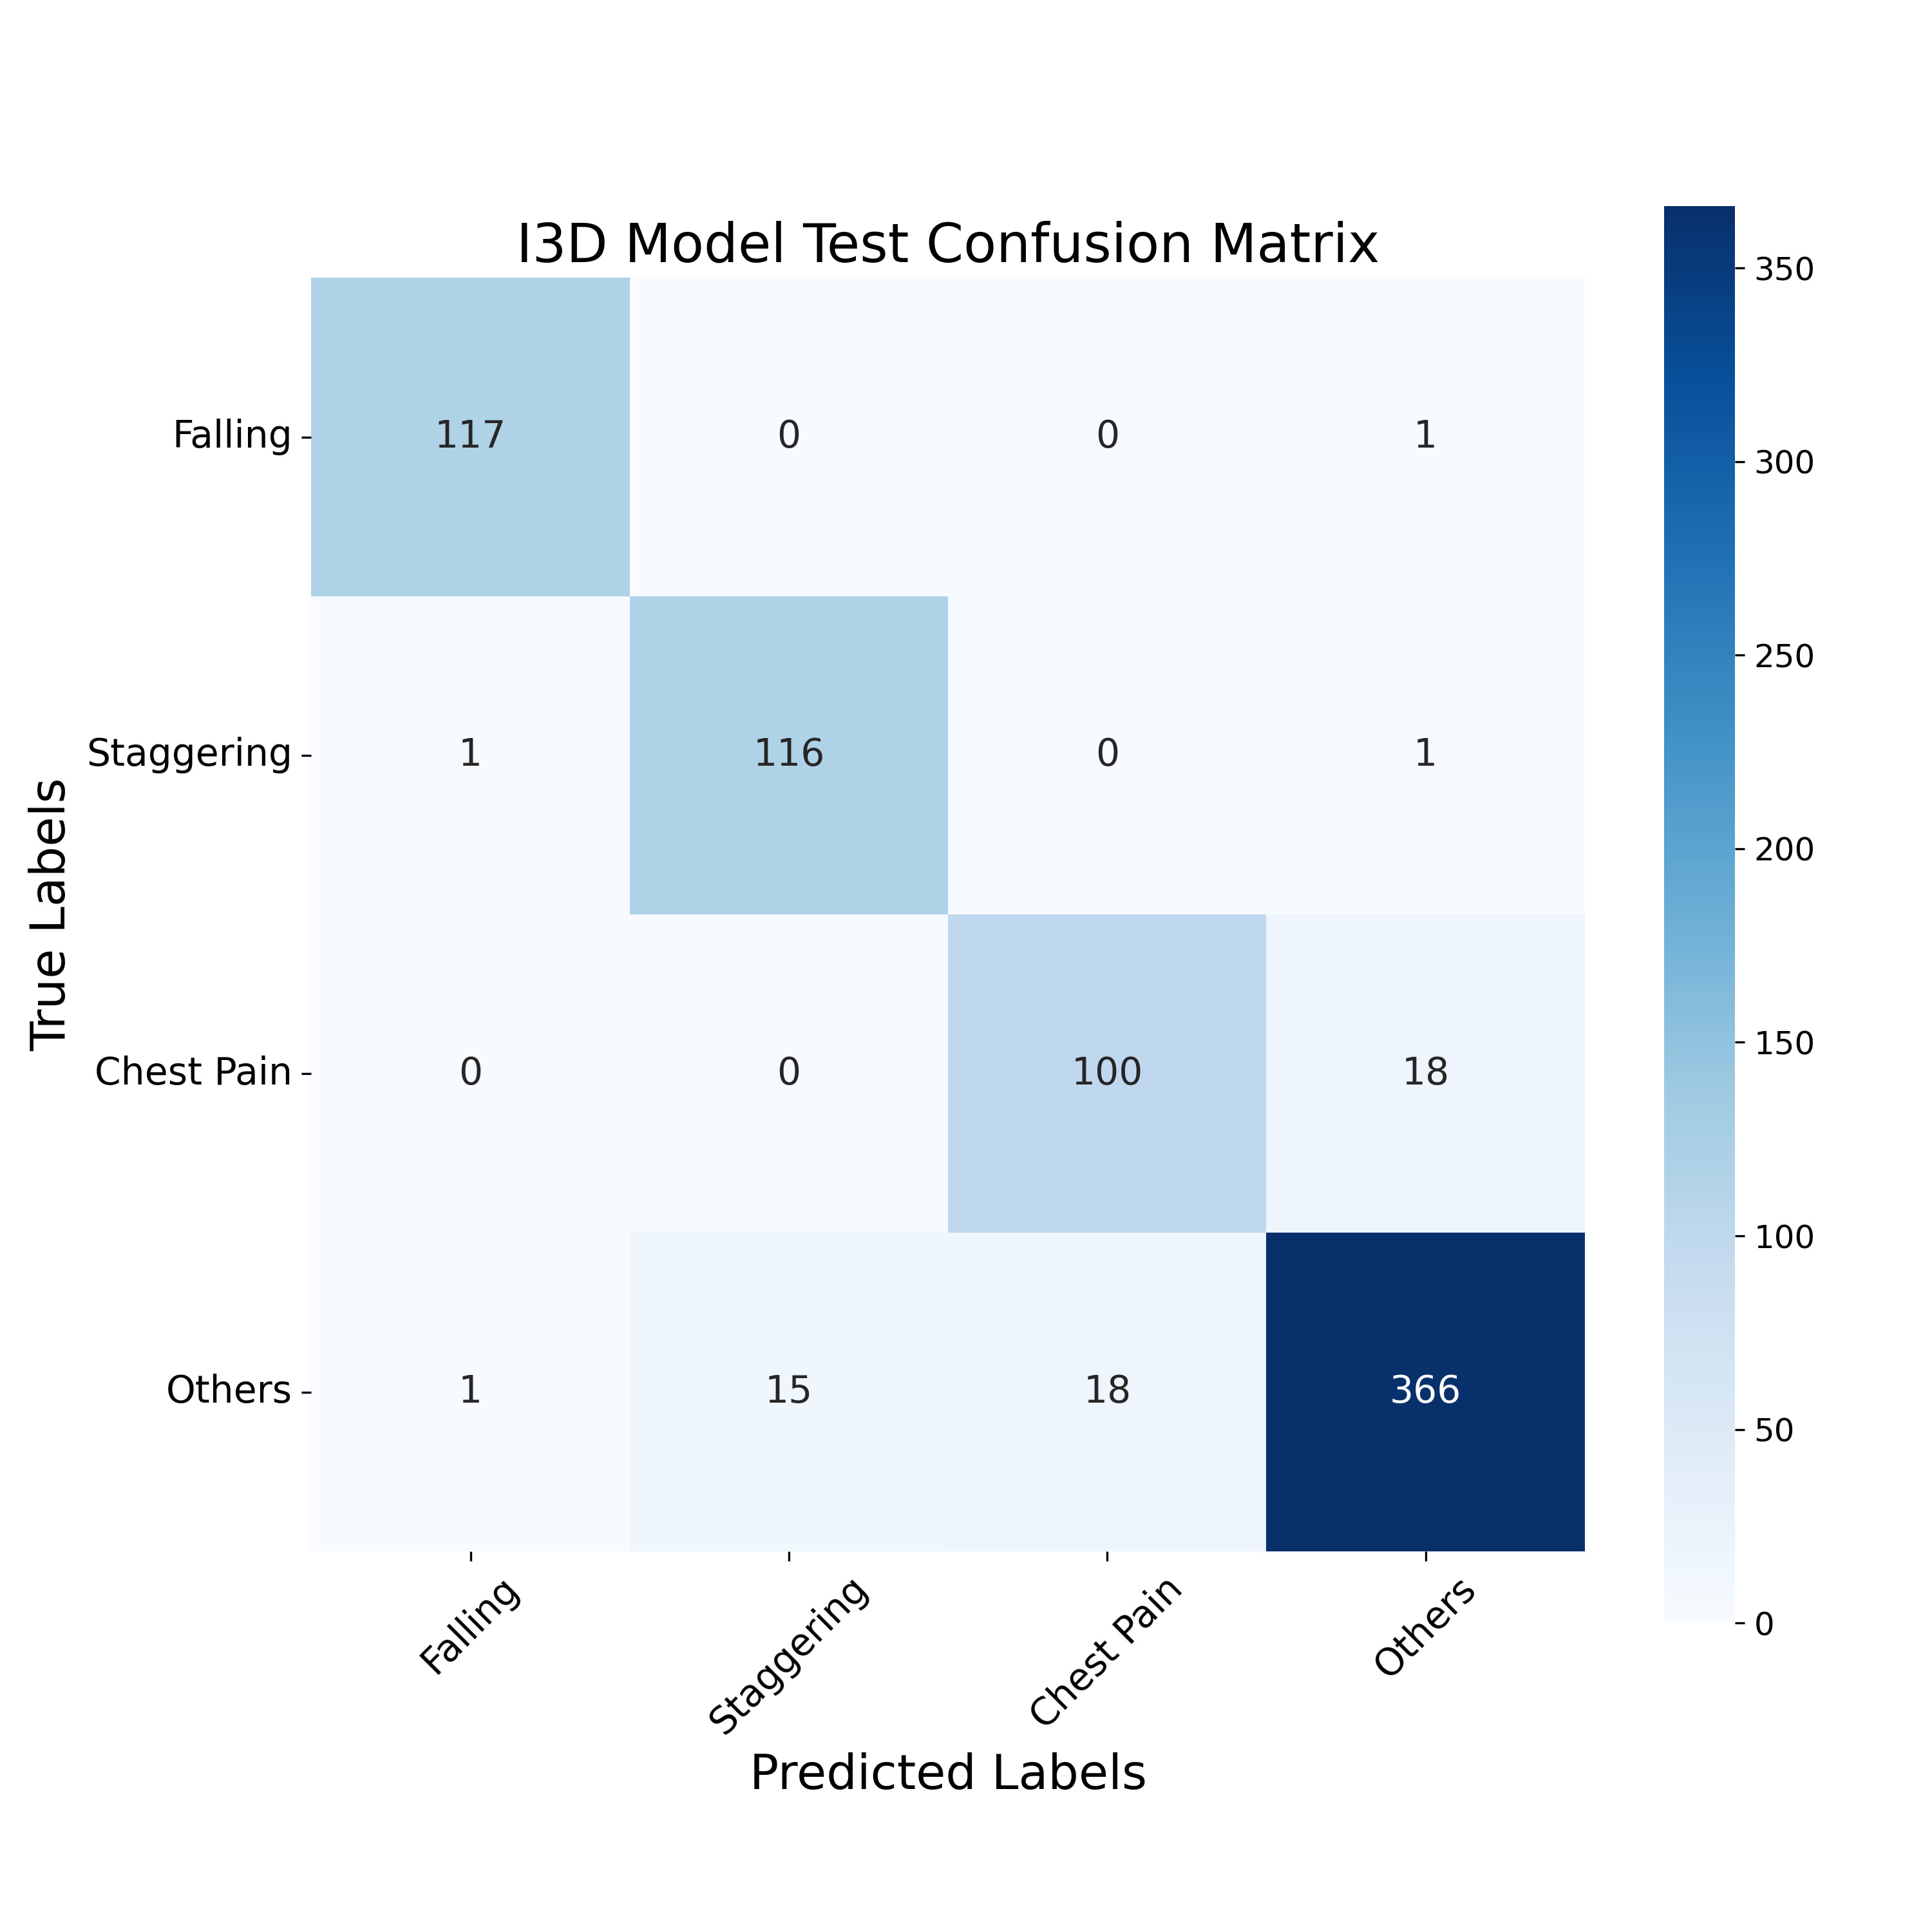 I3D Model Test Confusion Matrix
True Labels
Falling 117 0 0 1
Staggering 1 116 0 1
Chest Pain 0 0 100 18
Others 1 15 18 366
Falling Staggering Chest Pain Others
Predicted Labels
350
300
250
200
150
100
50
0